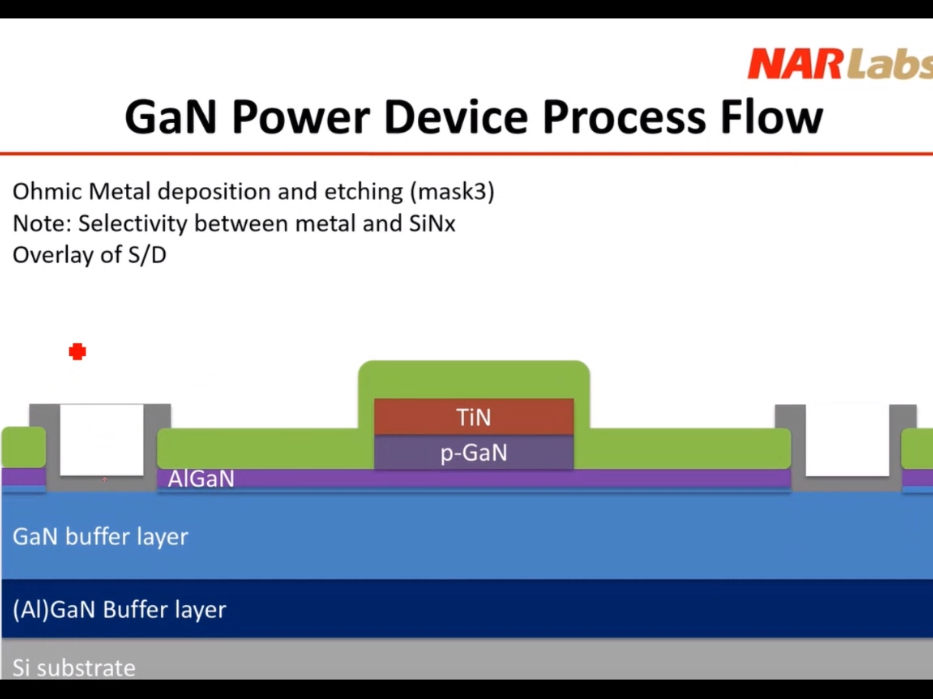 NARLabs
GaN Power Device Process Flow
Ohmic Metal deposition and etching (mask3)
Note: Selectivity between metal and SiNx
Overlay of S/D
TiN
p-GaN
AlGaN
GaN buffer layer
(Al)GaN Buffer layer
Si substrate